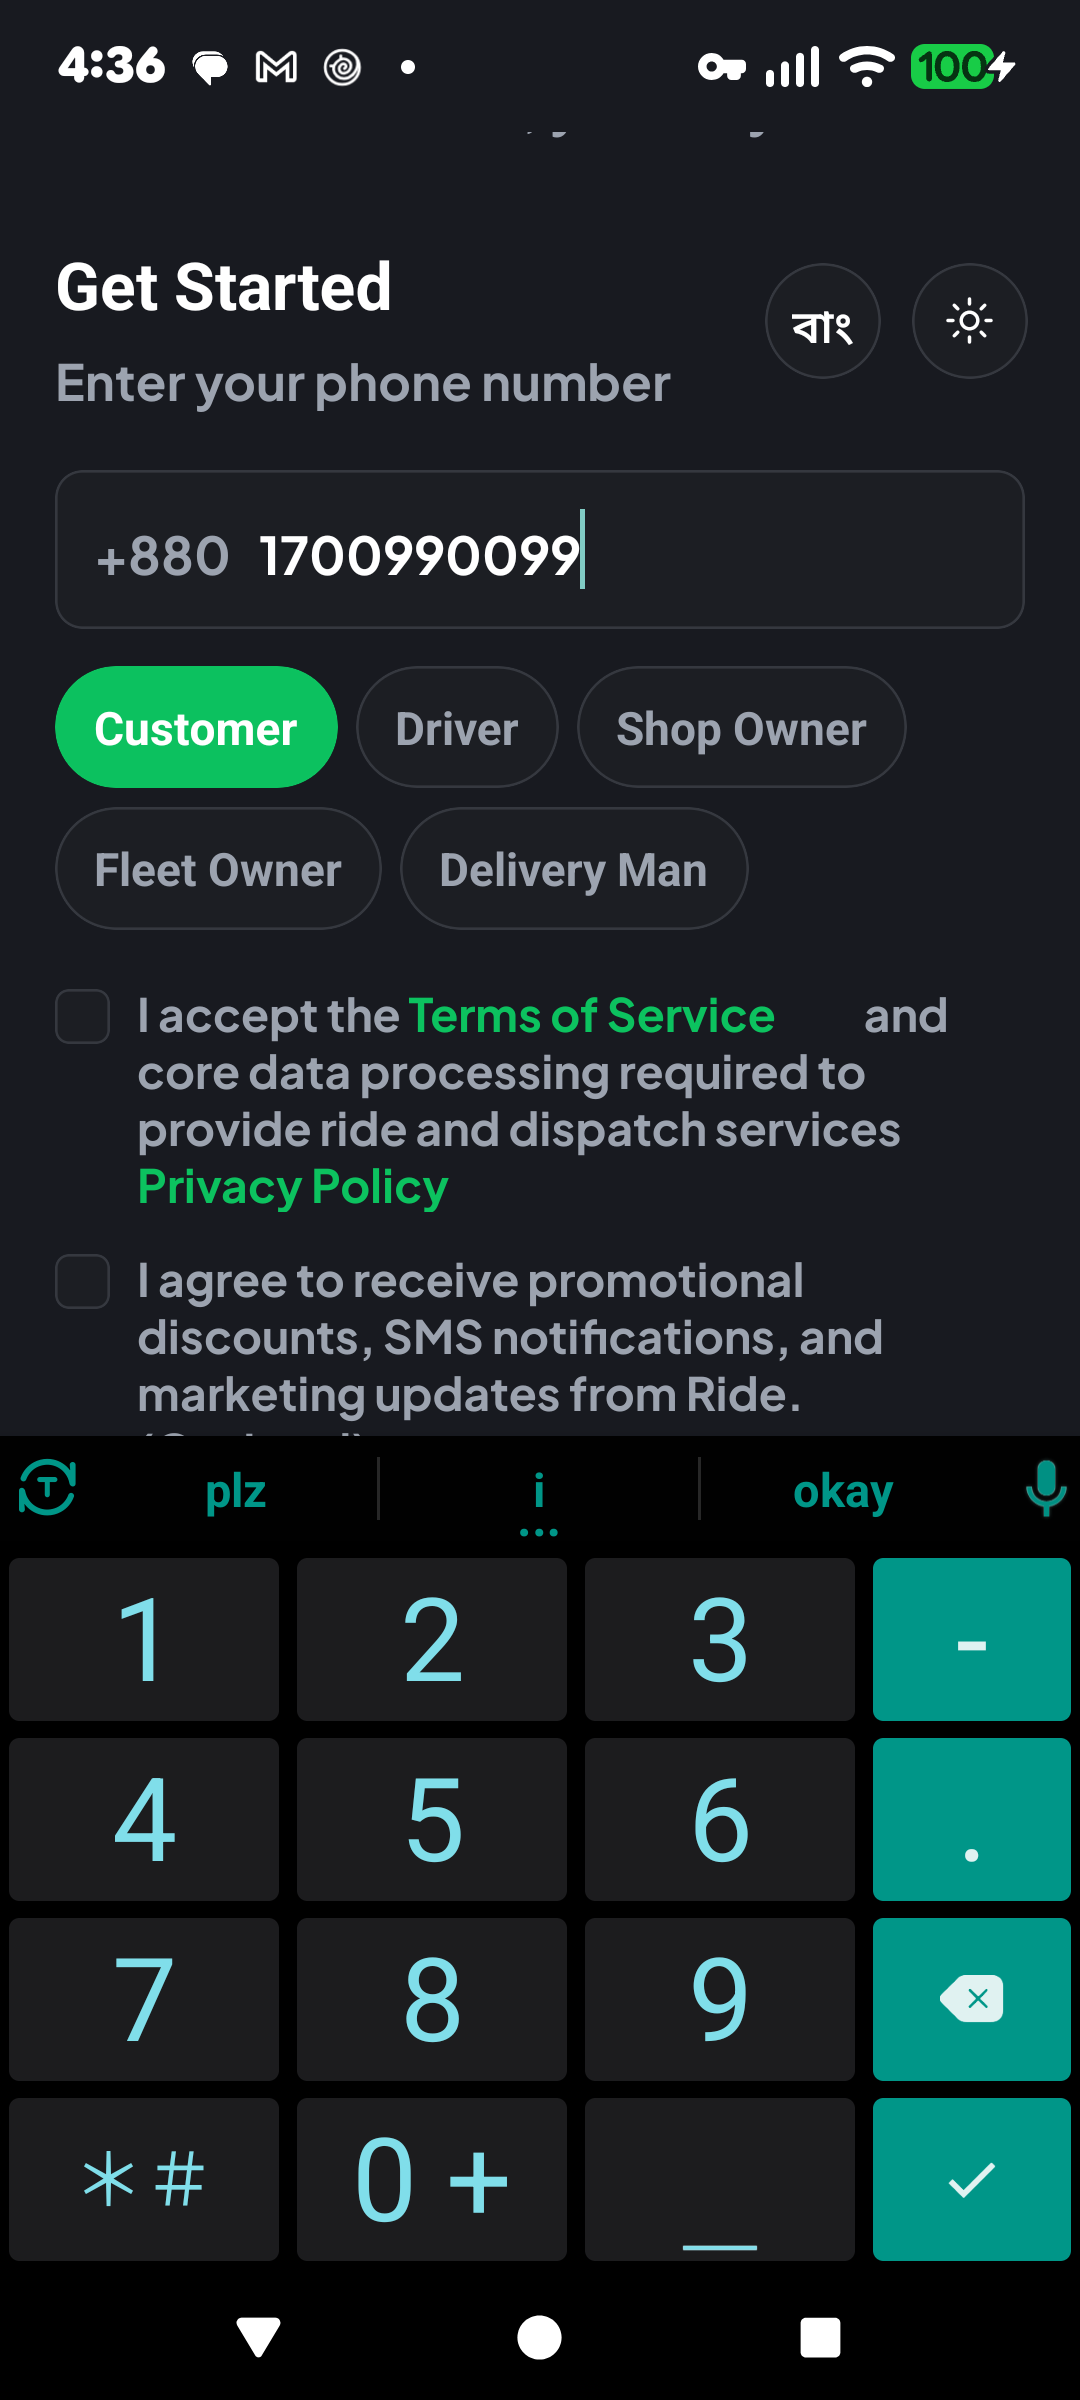 4:36
100
Get Started
বাং
Enter your phone number
+880 1700990099
Customer
Driver
Shop Owner
Fleet Owner
Delivery Man
I accept the Terms of Service and
core data processing required to
provide ride and dispatch services
Privacy Policy
I agree to receive promotional
discounts, SMS notifications, and
marketing updates from Ride.
plz
i
okay
1
2
3
-
4
5
6
.
7
8
9
*#
0 +